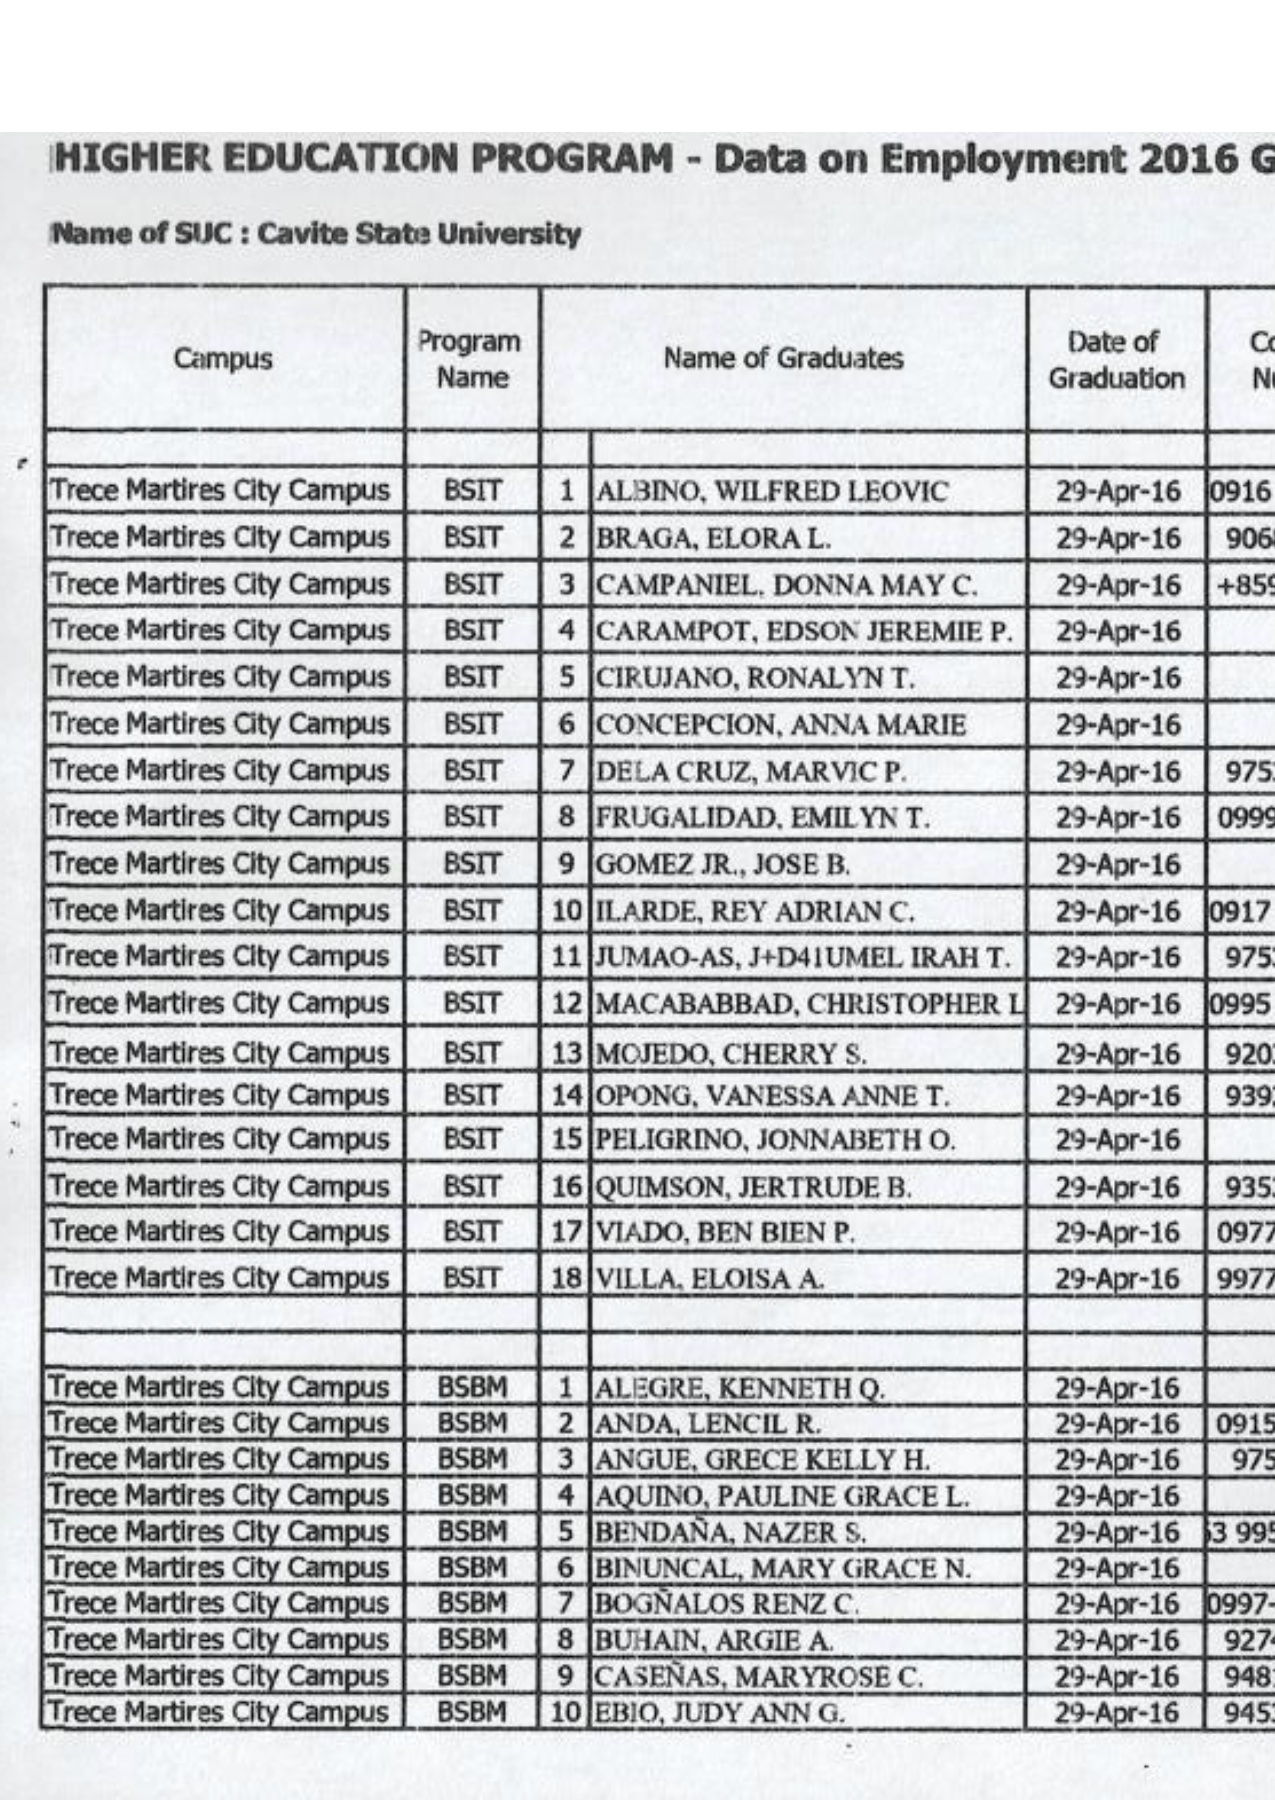 HIGHER EDUCATION PROGRAM - Data on Employment 2016 G
Name of SUC : Cavite State University
Campus Program Name Name of Graduates Date of Graduation Co Nu
Trece Martires City Campus BSIT 1 ALBINO, WILFRED LEOVIC 29-Apr-16 0916
Trece Martires City Campus BSIT 2 BRAGA, ELORA L. 29-Apr-16 906
Trece Martires City Campus BSIT 3 CAMPANIEL, DONNA MAY C. 29-Apr-16 +859
Trece Martires City Campus BSIT 4 CARAMPOT, EDSON JEREMIE P. 29-Apr-16
Trece Martires City Campus BSIT 5 CIRUJANO, RONALYN T. 29-Apr-16
Trece Martires City Campus BSIT 6 CONCEPCION, ANNA MARIE 29-Apr-16
Trece Martires City Campus BSIT 7 DELA CRUZ, MARVIC P. 29-Apr-16 975
Trece Martires City Campus BSIT 8 FRUGALIDAD, EMILYN T. 29-Apr-16 0999
Trece Martires City Campus BSIT 9 GOMEZ JR., JOSE B. 29-Apr-16
Trece Martires City Campus BSIT 10 ILARDE, REY ADRIAN C. 29-Apr-16 0917
Trece Martires City Campus BSIT 11 JUMAO-AS, J+D41UMEL IRAH T. 29-Apr-16 975
Trece Martires City Campus BSIT 12 MACABABBAD, CHRISTOPHER L 29-Apr-16 0995
Trece Martires City Campus BSIT 13 MOJEDO, CHERRY S. 29-Apr-16 920
Trece Martires City Campus BSIT 14 OPONG, VANESSA ANNE T. 29-Apr-16 939
Trece Martires City Campus BSIT 15 PELIGRINO, JONNABETH O. 29-Apr-16
Trece Martires City Campus BSIT 16 QUIMSON, JERTRUDE B. 29-Apr-16 935
Trece Martires City Campus BSIT 17 VIADO, BEN BIEN P. 29-Apr-16 0977
Trece Martires City Campus BSIT 18 VILLA, ELOISA A. 29-Apr-16 9977
Trece Martires City Campus BSBM 1 ALEGRE, KENNETH Q. 29-Apr-16
Trece Martires City Campus BSBM 2 ANDA, LENCIL R. 29-Apr-16 0915
Trece Martires City Campus BSBM 3 ANGUE, GRECE KELLY H. 29-Apr-16 975
Trece Martires City Campus BSBM 4 AQUINO, PAULINE GRACE L. 29-Apr-16
Trece Martires City Campus BSBM 5 BENDAÑA, NAZER S. 29-Apr-16 3 995
Trece Martires City Campus BSBM 6 BINUNCAL, MARY GRACE N. 29-Apr-16
Trece Martires City Campus BSBM 7 BOGÑALOS RENZ C. 29-Apr-16 0997-
Trece Martires City Campus BSBM 8 BUHAIN, ARGIE A. 29-Apr-16 927
Trece Martires City Campus BSBM 9 CASEÑAS, MARYROSE C. 29-Apr-16 948
Trece Martires City Campus BSBM 10 EBIO, JUDY ANN G. 29-Apr-16 945